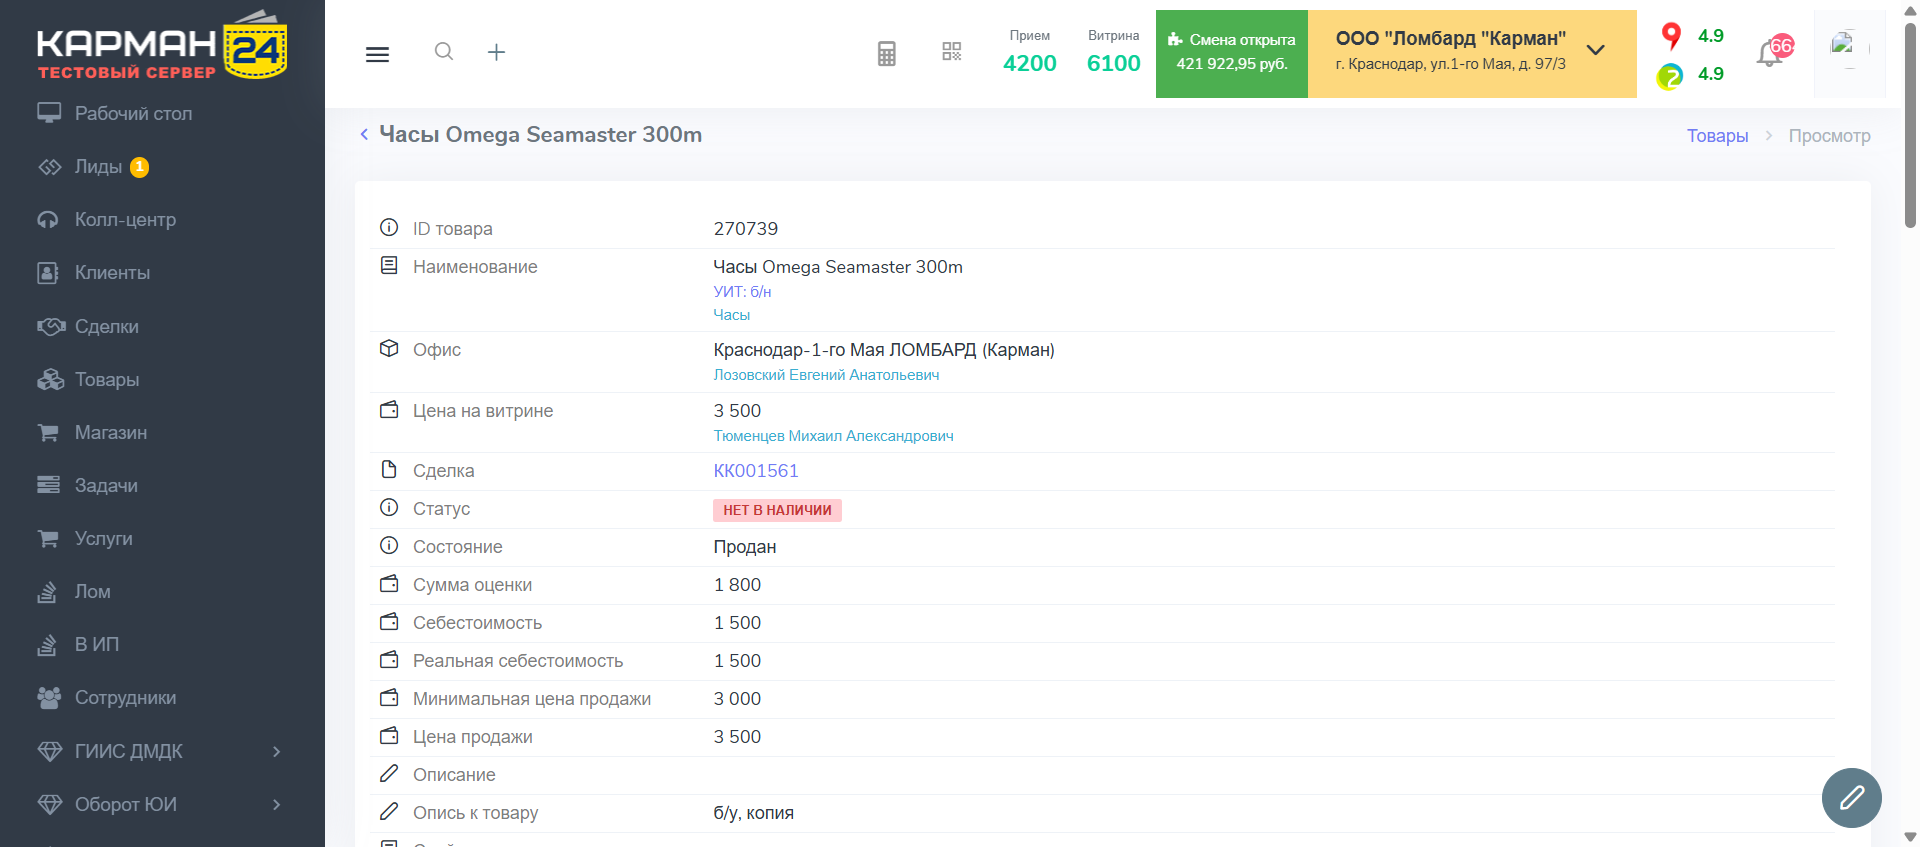 КАРМАН 24
ТЕСТОВЫЙ СЕРВЕР
Рабочий стол
Лиды 1
Колл-центр
Клиенты
Сделки
Товары
Магазин
Задачи
Услуги
Лом
В ИП
Сотрудники
ГИИС ДМДК
Оборот ЮИ
Прием
4200
Витрина
6100
Смена открыта
421 922,95 руб.
ООО "Ломбард "Карман"
г. Краснодар, ул.1-го Мая, д. 97/3
4.9
4.9
Часы Omega Seamaster 300m
Товары Просмотр
ID товара 270739
Наименование Часы Omega Seamaster 300m
УИТ: б/н
Часы
Офис Краснодар-1-го Мая ЛОМБАРД (Карман)
Лозовский Евгений Анатольевич
Цена на витрине 3 500
Тюменцев Михаил Александрович
Сделка КК001561
Статус НЕТ В НАЛИЧИИ
Состояние Продан
Сумма оценки 1 800
Себестоимость 1 500
Реальная себестоимость 1 500
Минимальная цена продажи 3 000
Цена продажи 3 500
Описание
Опись к товару б/у, копия